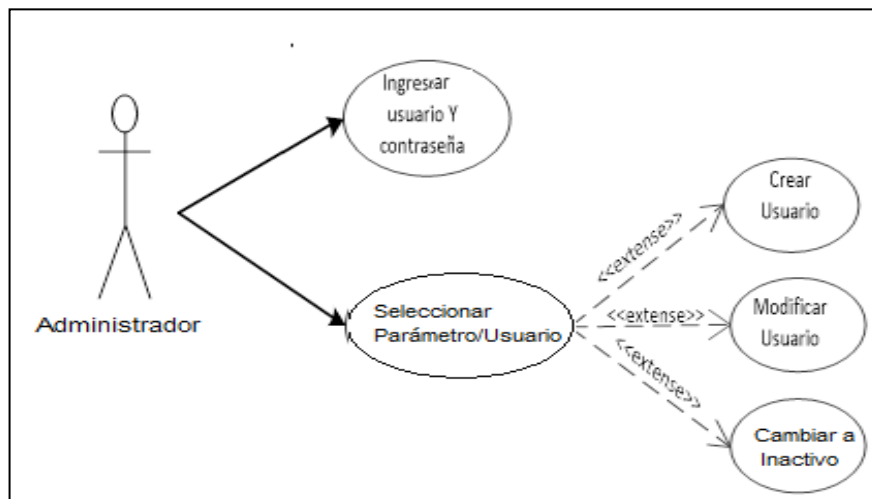 Ingresar
usuario Y
contraseña
Crear
Usuario
<<extense>>
Seleccionar
Parámetro/Usuario
<<extense>>
Modificar
Usuario
Administrador
<<extense>>
Cambiar a
Inactivo